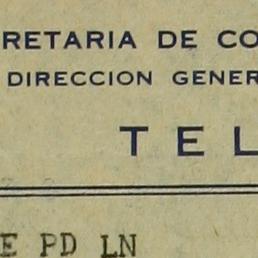 RETARIA DE CO
DIRECCION GENER
TEL
E PD LN